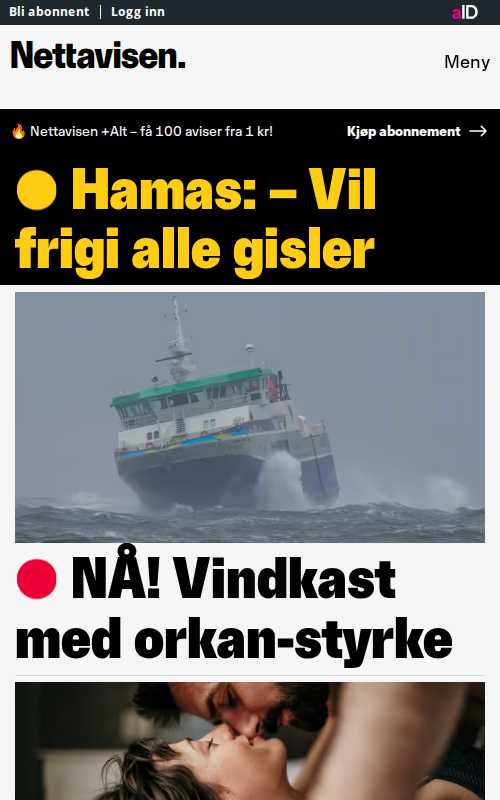 Bli abonnent | Logg inn
aID
Nettavisen.
Meny
🔥 Nettavisen +Alt – få 100 aviser fra 1 kr!
Kjøp abonnement →
Hamas: – Vil
frigi alle gisler
NÅ! Vindkast
med orkan-styrke